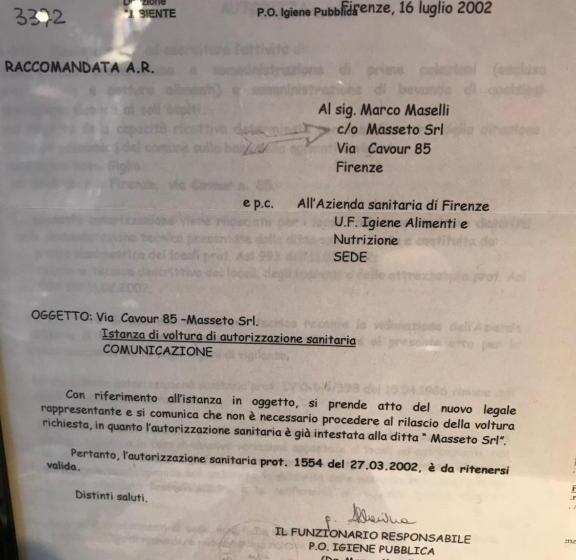 3372
P.O. Igiene Pubblica
Firenze, 16 luglio 2002
RACCOMANDATA A.R.
Al sig. Marco Maselli
c/o Masseto Srl
Via Cavour 85
Firenze
e p.c. All'Azienda sanitaria di Firenze
U.F. Igiene Alimenti e
Nutrizione
SEDE
OGGETTO: Via Cavour 85 -Masseto Srl.
Istanza di voltura di autorizzazione sanitaria
COMUNICAZIONE
Con riferimento all'istanza in oggetto, si prende atto del nuovo legale
rappresentante e si comunica che non è necessario procedere al rilascio della voltura
richiesta, in quanto l'autorizzazione sanitaria è già intestata alla ditta " Masseto Srl".
Pertanto, l'autorizzazione sanitaria prot. 1554 del 27.03.2002, è da ritenersi
valida.
Distinti saluti.
IL FUNZIONARIO RESPONSABILE
P.O. IGIENE PUBBLICA